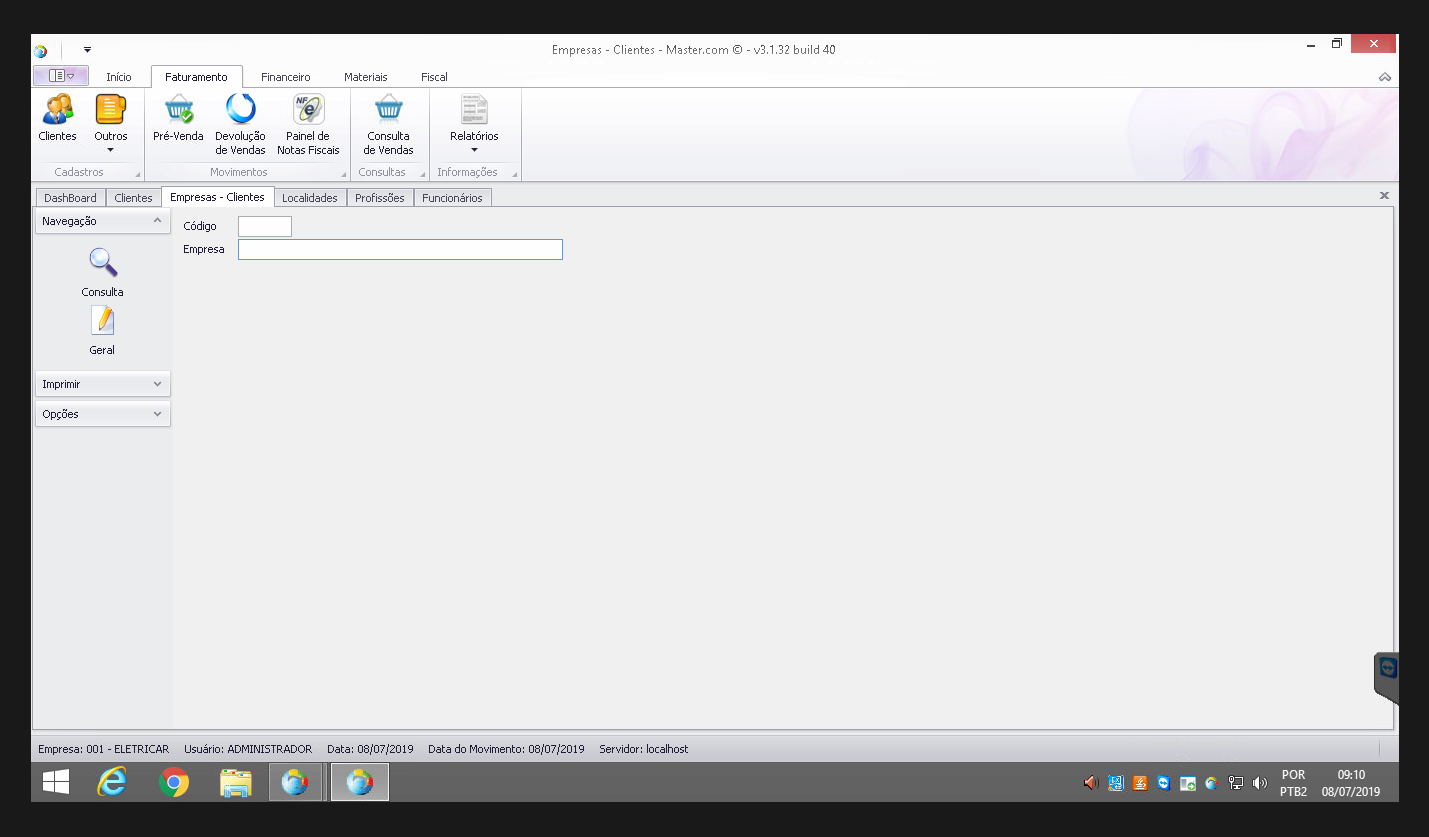 Empresas - Clientes - Master.com © - v3.1.32 build 40
Início Faturamento Financeiro Materiais Fiscal
Clientes Outros Pré-Venda Devolução de Vendas Painel de Notas Fiscais Consulta de Vendas Relatórios
Cadastros Movimentos Consultas Informações
DashBoard Clientes Empresas - Clientes Localidades Profissões Funcionários
Navegação
Código
Empresa
Consulta
Geral
Imprimir
Opções
Empresa: 001 - ELETRICAR Usuário: ADMINISTRADOR Data: 08/07/2019 Data do Movimento: 08/07/2019 Servidor: localhost
POR 09:10
PTB2 08/07/2019